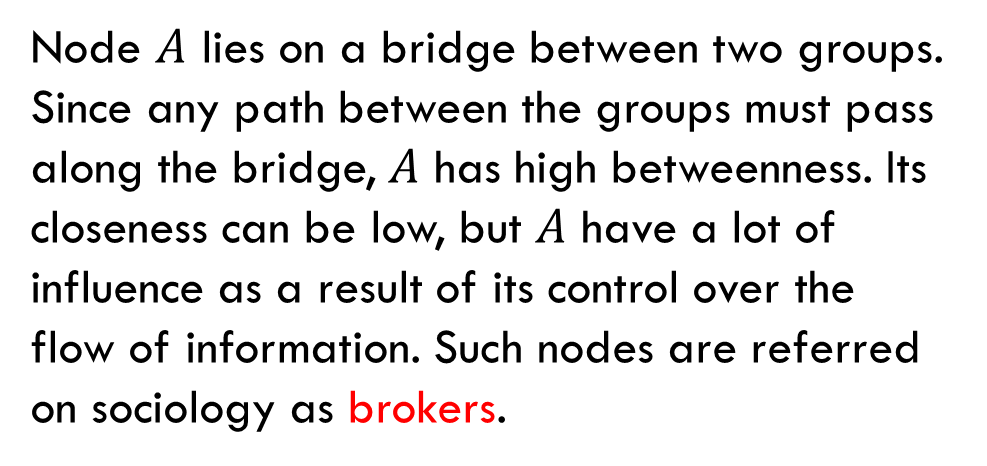 Node A lies on a bridge between two groups.
Since any path between the groups must pass
along the bridge, A has high betweenness. Its
closeness can be low, but A have a lot of
influence as a result of its control over the
flow of information. Such nodes are referred
on sociology as brokers.